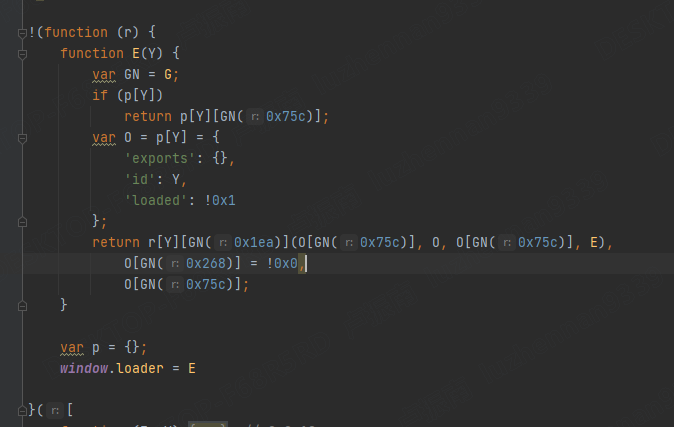 !(function (r) {
function E(Y) {
var GN = G;
if (p[Y])
return p[Y][GN( r: 0x75c)];
var O = p[Y] = {
'exports': {},
'id': Y,
'loaded': !0x1
};
return r[Y][GN( r: 0x1ea)](O[GN( r: 0x75c)], O, O[GN( r: 0x75c)], E),
O[GN( r: 0x268)] = !0x0,
O[GN( r: 0x75c)];
}
var p = {};
window.loader = E
}( r: [